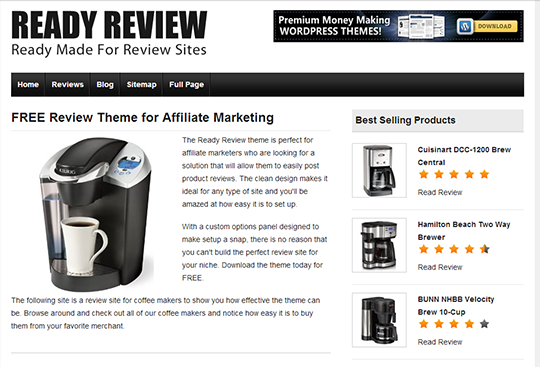 READY REVIEW
Ready Made For Review Sites
Premium Money Making
WORDPRESS THEMES!
DOWNLOAD
Home Reviews Blog Sitemap Full Page
FREE Review Theme for Affiliate Marketing
KEURIG
The Ready Review theme is perfect for
affiliate marketers who are looking for a
solution that will allow them to easily post
product reviews. The clean design makes it
ideal for any type of site and you'll be
amazed at how easy it is to set up.
With a custom options panel designed to
make setup a snap, there is no reason that
you can't build the perfect review site for
your niche. Download the theme today for
FREE.
The following site is a review site for coffee makers to show you how effective the theme can
be. Browse around and check out all of our coffee makers and notice how easy it is to buy
them from your favorite merchant.
Best Selling Products
Cuisinart DCC-1200 Brew
Central
Read Review
Hamilton Beach Two Way
Brewer
Read Review
BUNN NHBB Velocity
Brew 10-Cup
Read Review